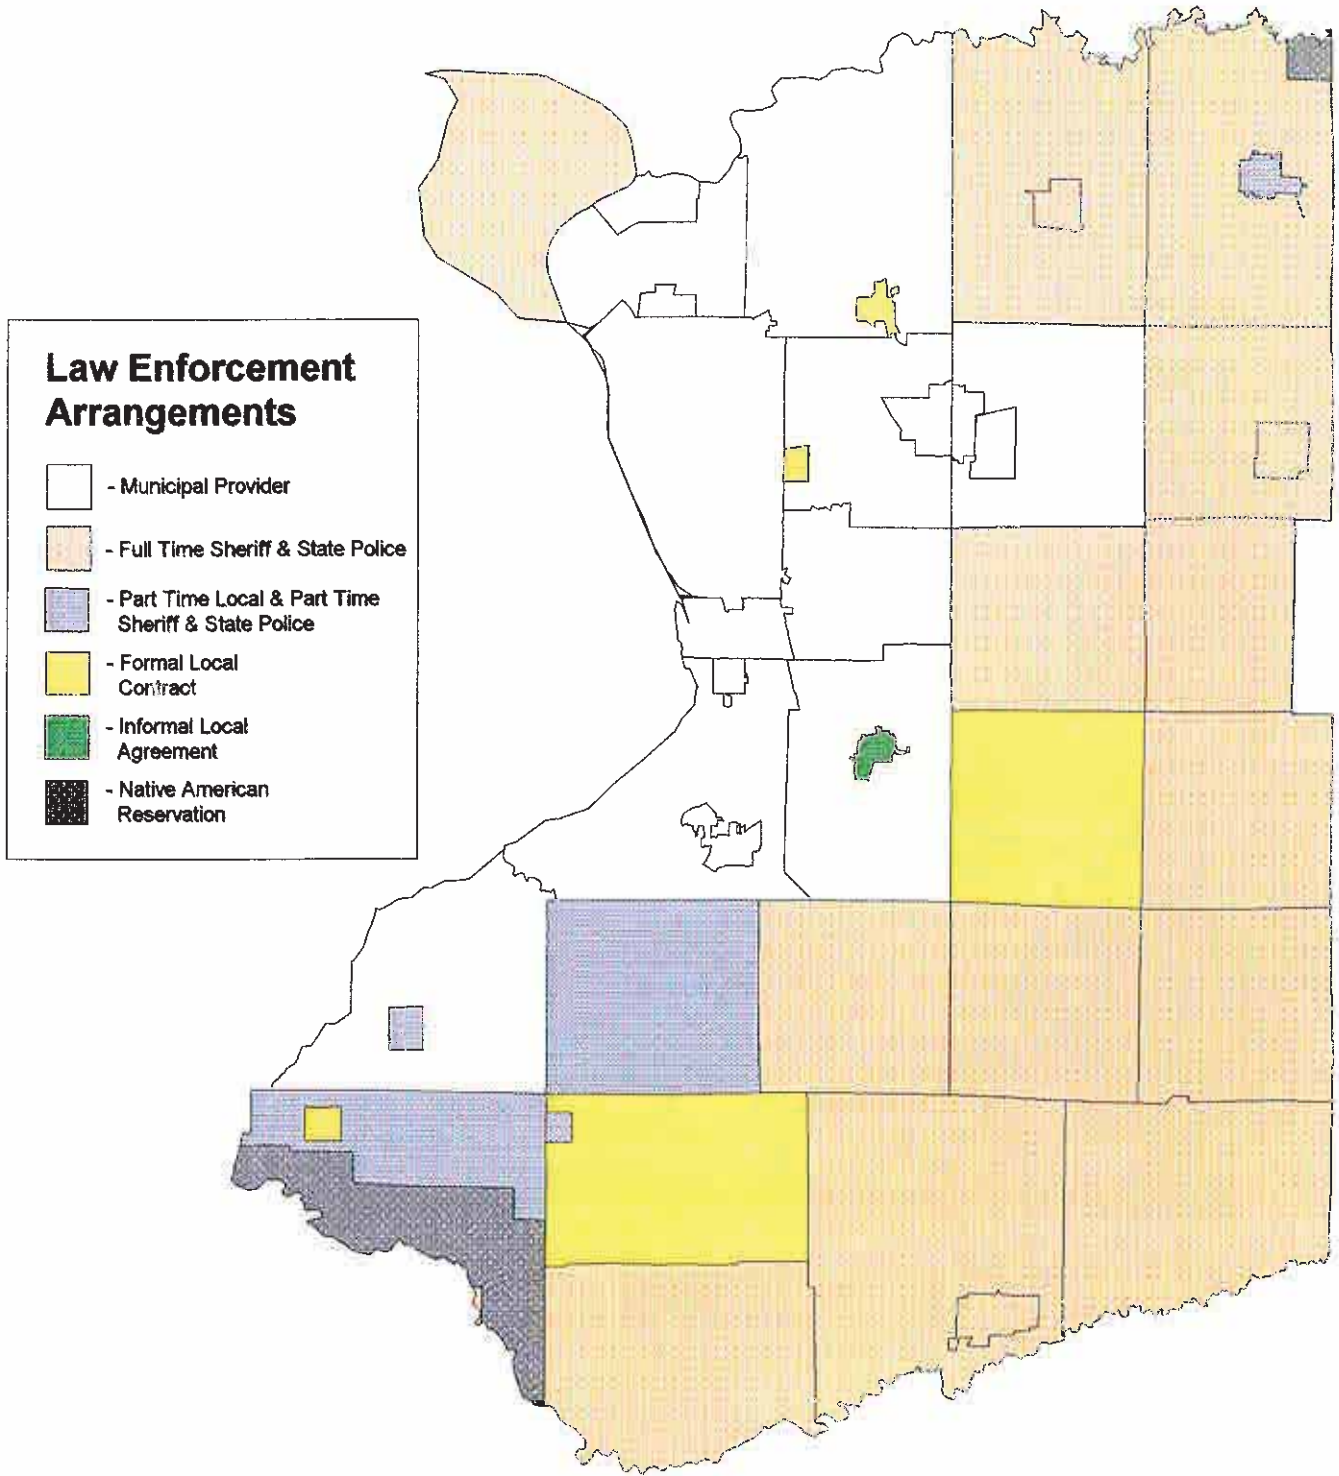 Law Enforcement
Arrangements
- Municipal Provider
- Full Time Sheriff & State Police
- Part Time Local & Part Time
Sheriff & State Police
- Formal Local
Contract
- Informal Local
Agreement
- Native American
Reservation